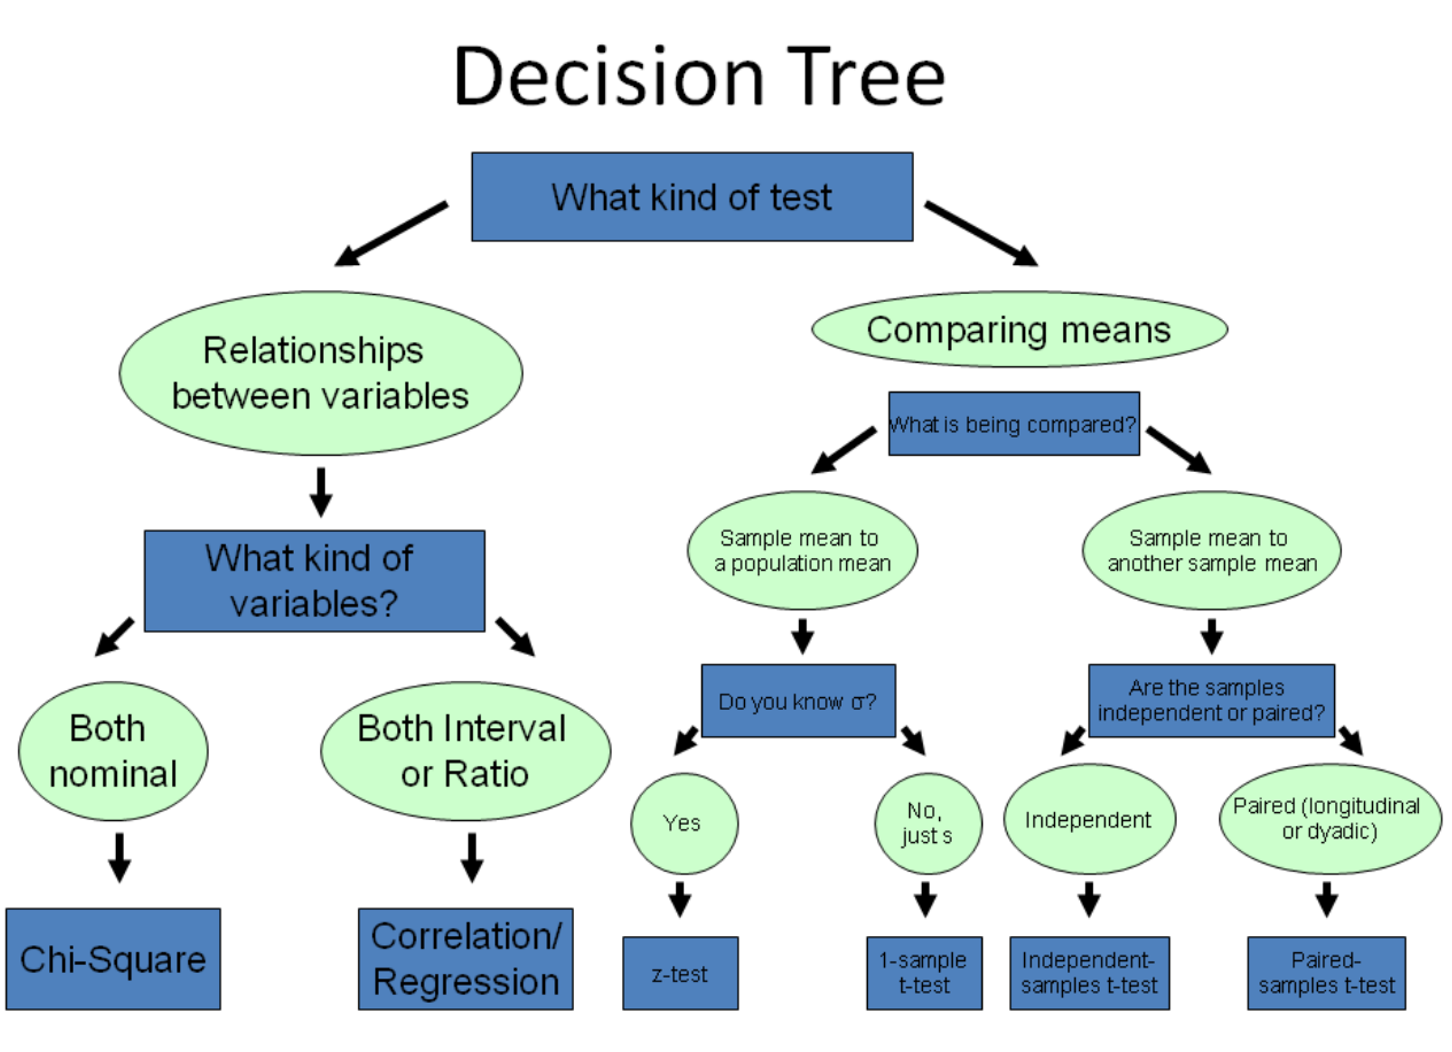 Decision Tree
What kind of test
Relationships
between variables
Comparing means
What is being compared?
What kind of
variables?
Sample mean to
a population mean
Sample mean to
another sample mean
Do you know σ?
Are the samples
independent or paired?
Both
nominal
Both Interval
or Ratio
Yes
No,
just s
Independent
Paired (longitudinal
or dyadic)
Chi-Square
Correlation/
Regression
z-test
1-sample
t-test
Independent-
samples t-test
Paired-
samples t-test